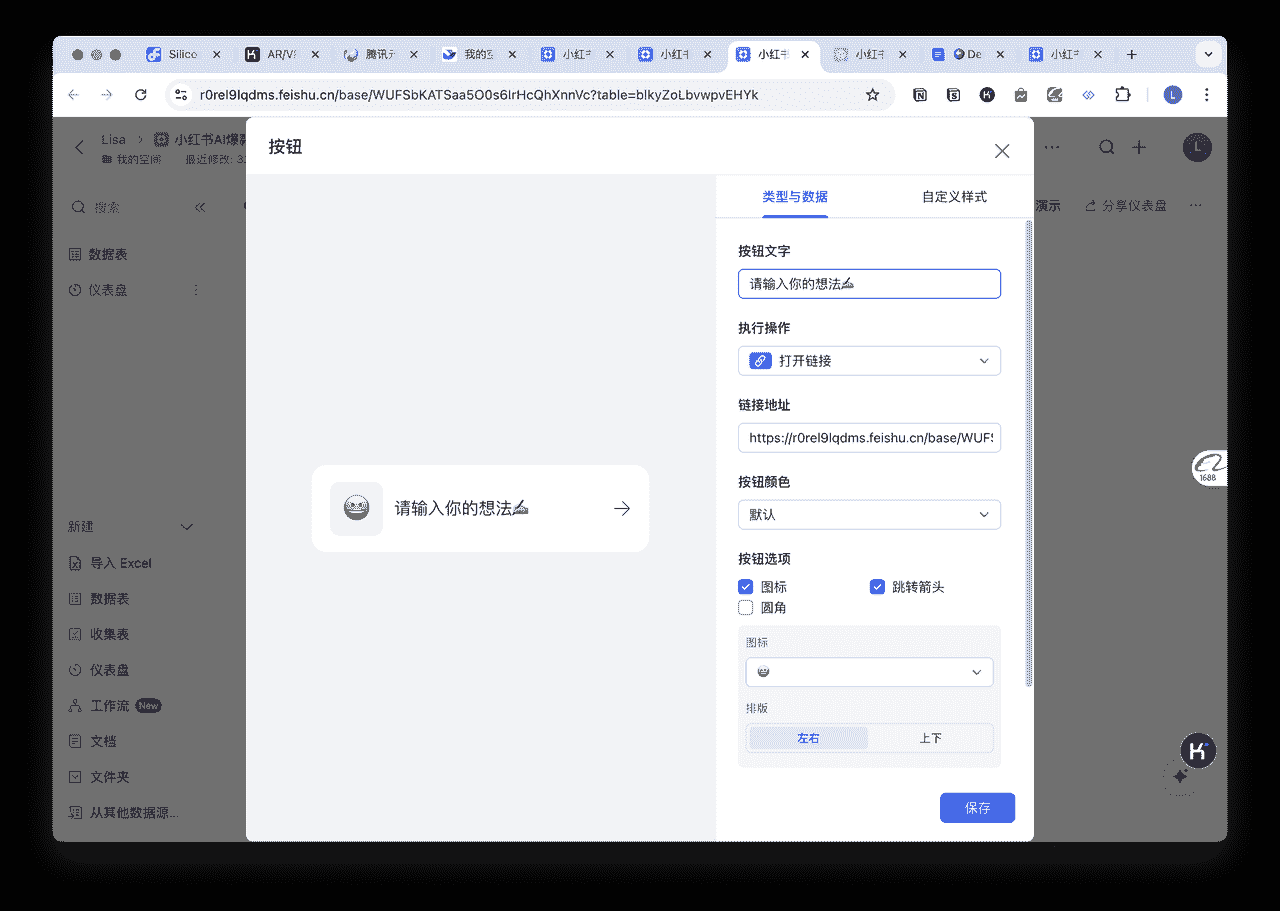 Silico
AR/V
腾讯
我的空
小红
小红
小红书
小红
De
小红
r0rel9lqdms.feishu.cn/base/WUFSbKATSaa5O0s6IrHcQhXnnVc?table=blkyZoLbvwpvEHYk
Lisa
小红书AI爆
我的空间
最近修改: 3
L
搜索
演示
分享仪表盘
数据表
仪表盘
新建
导入 Excel
数据表
收集表
仪表盘
工作流 New
文档
文件夹
从其他数据源...
按钮
请输入你的想法✍
类型与数据
自定义样式
按钮文字
请输入你的想法✍
执行操作
打开链接
链接地址
https://r0rel9lqdms.feishu.cn/base/WUFS
按钮颜色
默认
按钮选项
图标
跳转箭头
圆角
图标
排版
左右
上下
保存
1688